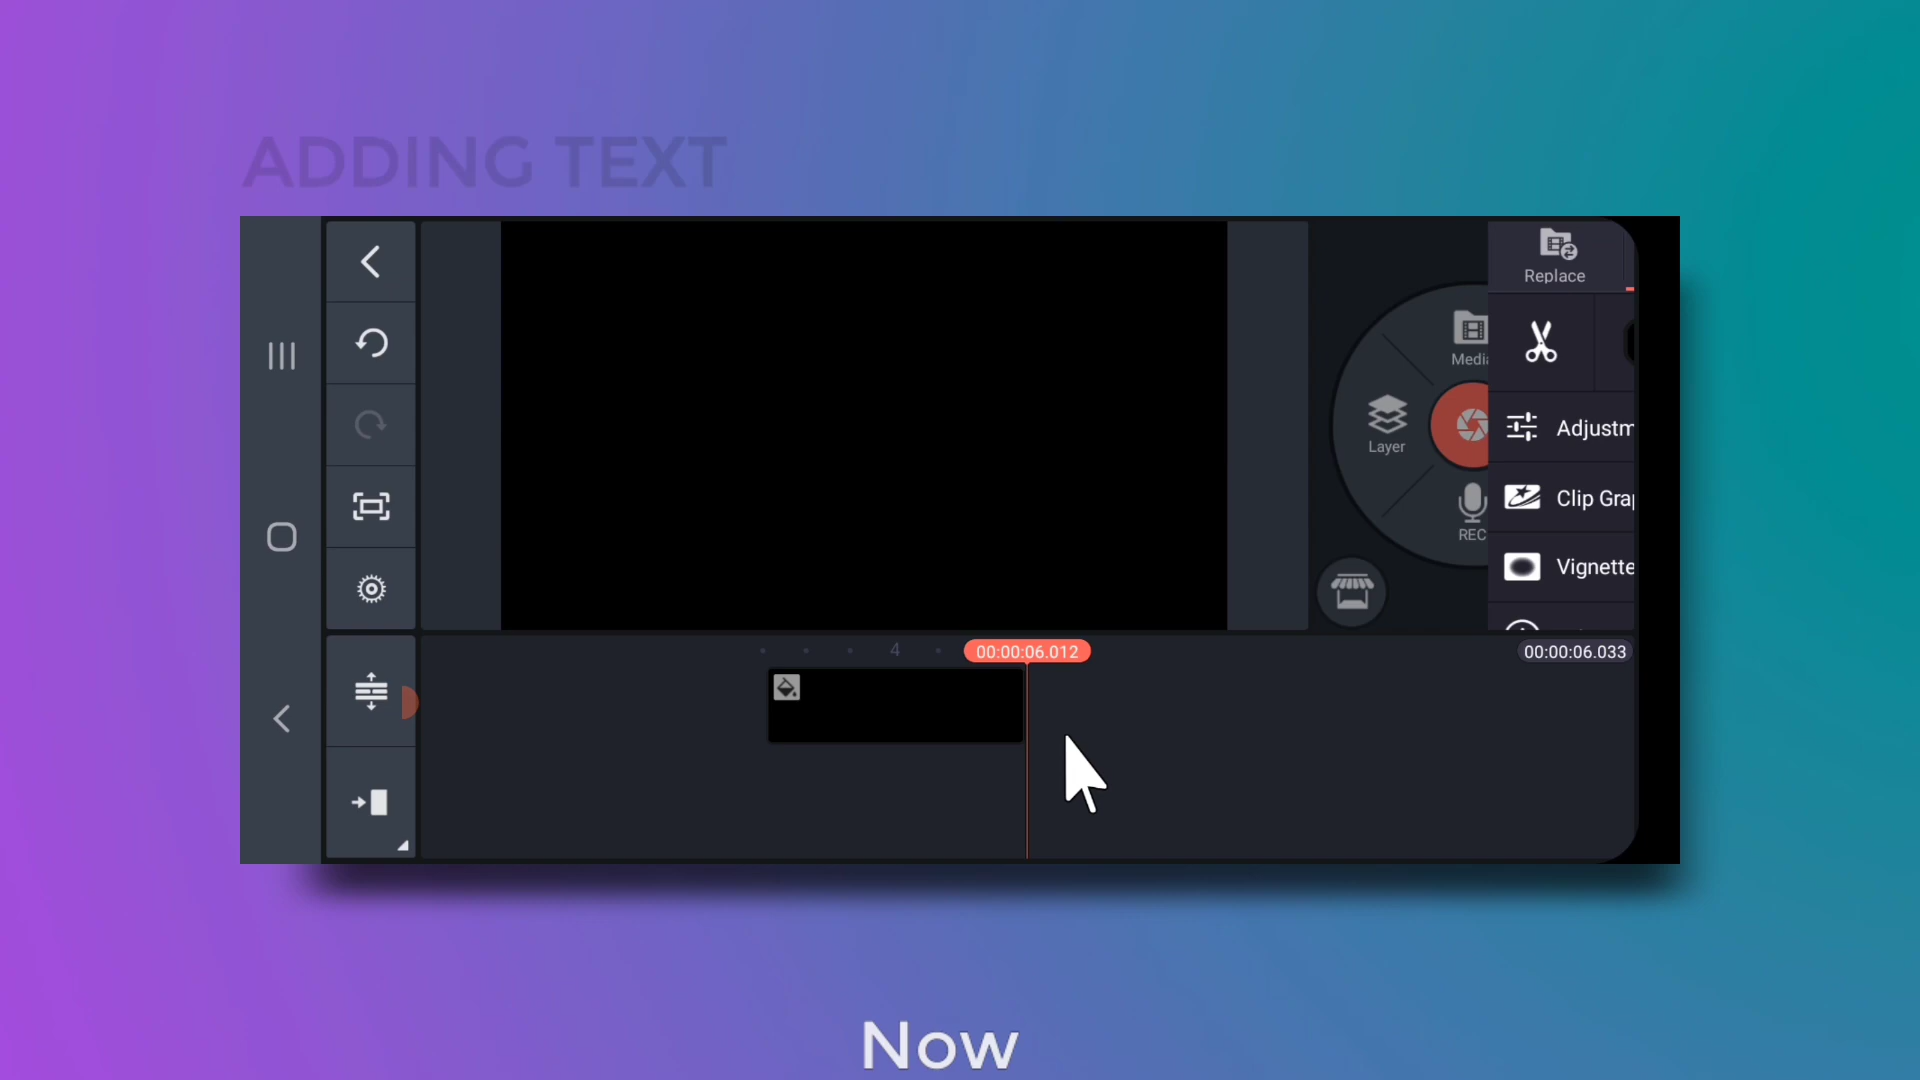 ADDING TEXT
Replace
Media
Layer
REC
Adjustm
Clip Gra
Vignette
4
00:00:06.012
00:00:06.033
Now